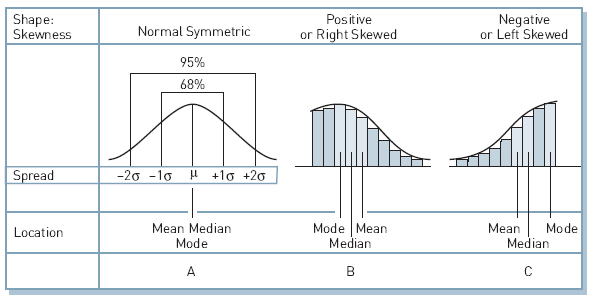 Shape:
Skewness
Normal Symmetric
Positive
or Right Skewed
Negative
or Left Skewed
95%
68%
Spread
−2σ −1σ μ +1σ +2σ
Location
Mean Median
Mode
Mode Mean
Median
Mean Mode
Median
A
B
C